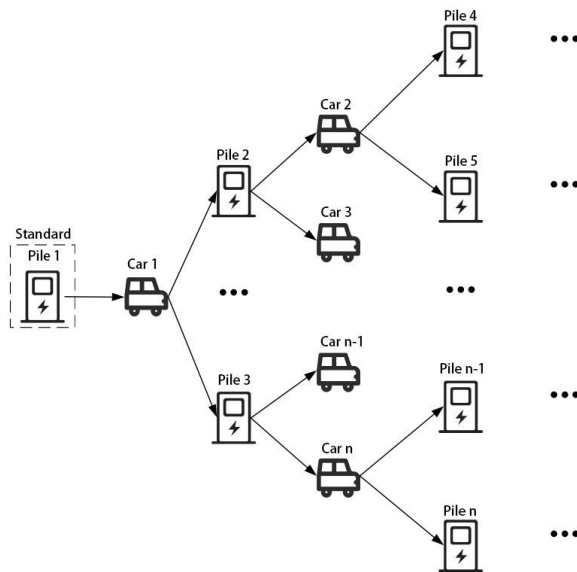 Standard
Pile 1
Car 1
Pile 2
•••
Pile 3
Car 2
Car 3
Car n-1
Car n
Pile 4
•••
Pile 5
•••
•••
Pile n-1
•••
Pile n
•••